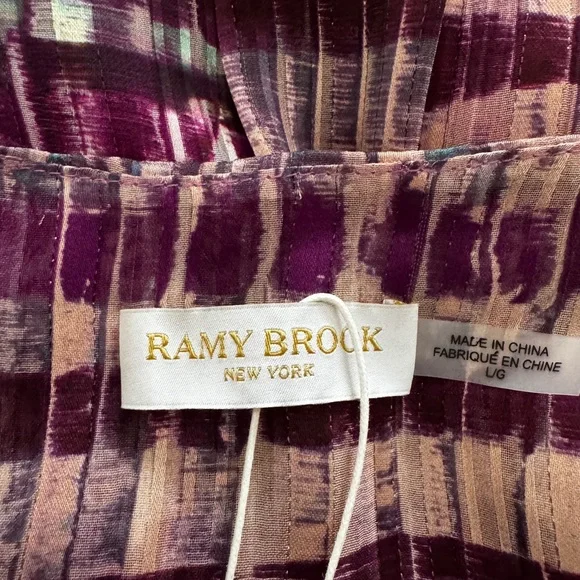 RAMY BROOK
NEW YORK
MADE IN CHINA
FABRIQUÉ EN CHINE
L/G